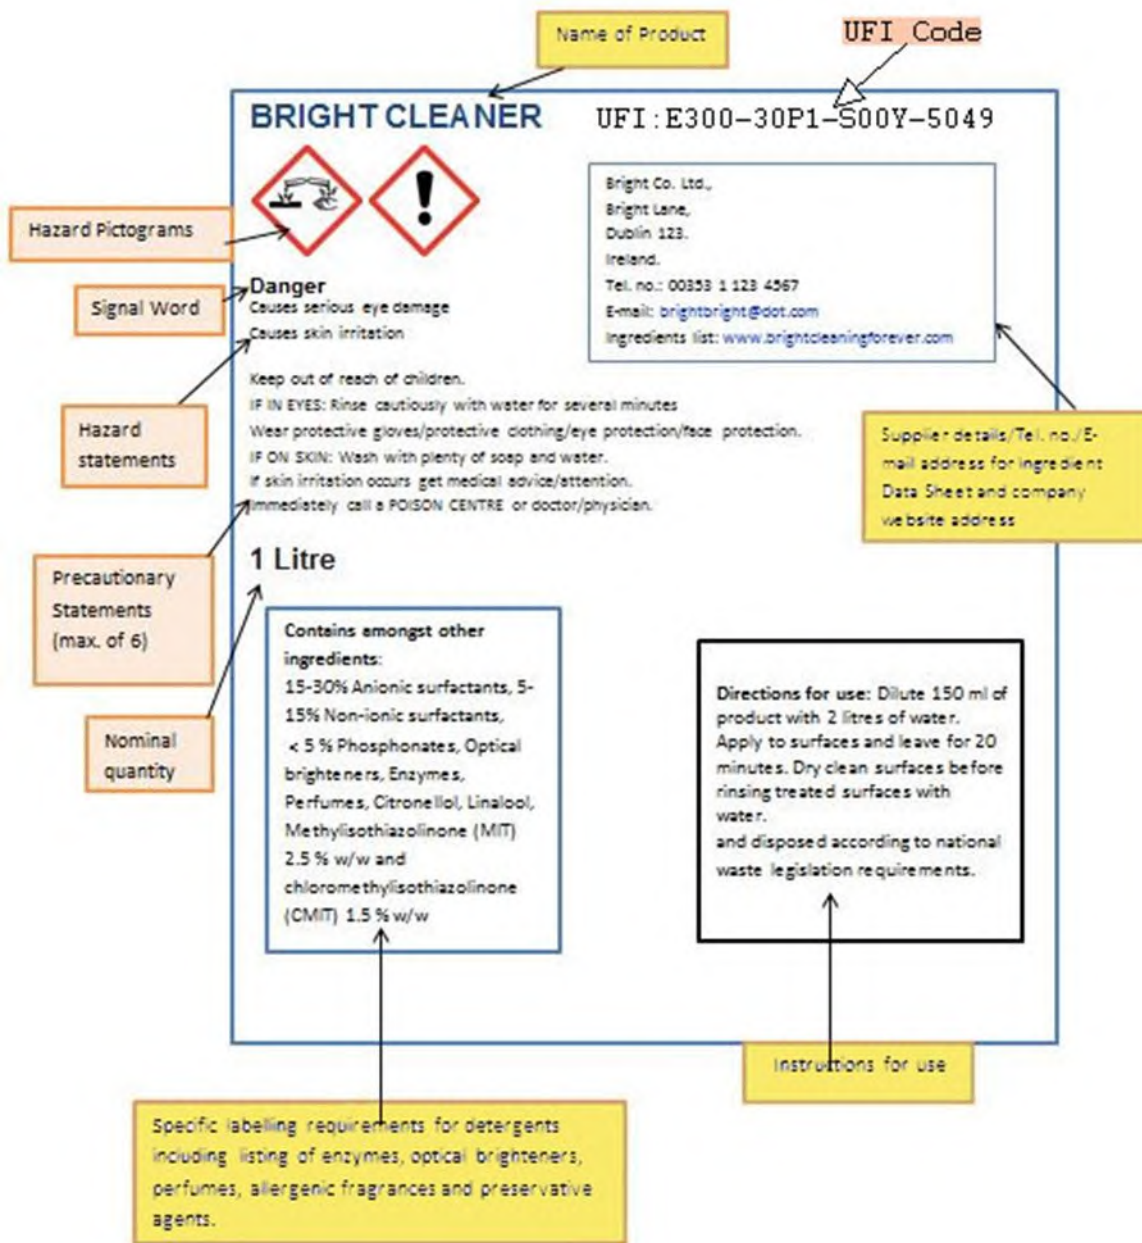 Name of Product
UFI Code
BRIGHT CLEANER
UFI:E300-30P1-S00Y-5049
Bright Co. Ltd.,
Bright Lane,
Dublin 123.
Ireland.
Tel. no.: 00353 1 123 4567
E-mail: brightbright@dot.com
Ingredients list: www.brightcleaningforever.com
Hazard Pictograms
Signal Word
Danger
Causes serious eye damage
Causes skin irritation
Hazard
statements
Keep out of reach of children.
IF IN EYES: Rinse cautiously with water for several minutes
Wear protective gloves/protective clothing/eye protection/face protection.
IF ON SKIN: Wash with plenty of soap and water.
If skin irritation occurs get medical advice/attention.
Immediately call a POISON CENTRE or doctor/physician.
Supplier details/Tel. no./E-
mail address for ingredient
Data Sheet and company
website address
Precautionary
Statements
(max. of 6)
1 Litre
Nominal
quantity
Contains amongst other
ingredients:
15-30% Anionic surfactants, 5-
15% Non-ionic surfactants,
< 5 % Phosphonates, Optical
brighteners, Enzymes,
Perfumes, Citronellol, Linalool,
Methylisothiazolinone (MIT)
2.5 % w/w and
chloromethylisothiazolinone
(CMIT) 1.5 % w/w
Directions for use: Dilute 150 ml of
product with 2 litres of water.
Apply to surfaces and leave for 20
minutes. Dry clean surfaces before
rinsing treated surfaces with
water.
and disposed according to national
waste legislation requirements.
Instructions for use
Specific labelling requirements for detergents
including listing of enzymes, optical brighteners,
perfumes, allergenic fragrances and preservative
agents.